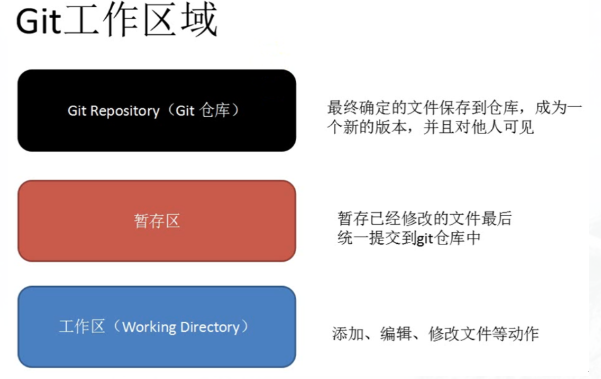 Git工作区域
Git Repository（Git 仓库）
最终确定的文件保存到仓库，成为一
个新的版本，并且对他人可见
暂存区
暂存已经修改的文件最后
统一提交到git仓库中
工作区（Working Directory）
添加、编辑、修改文件等动作